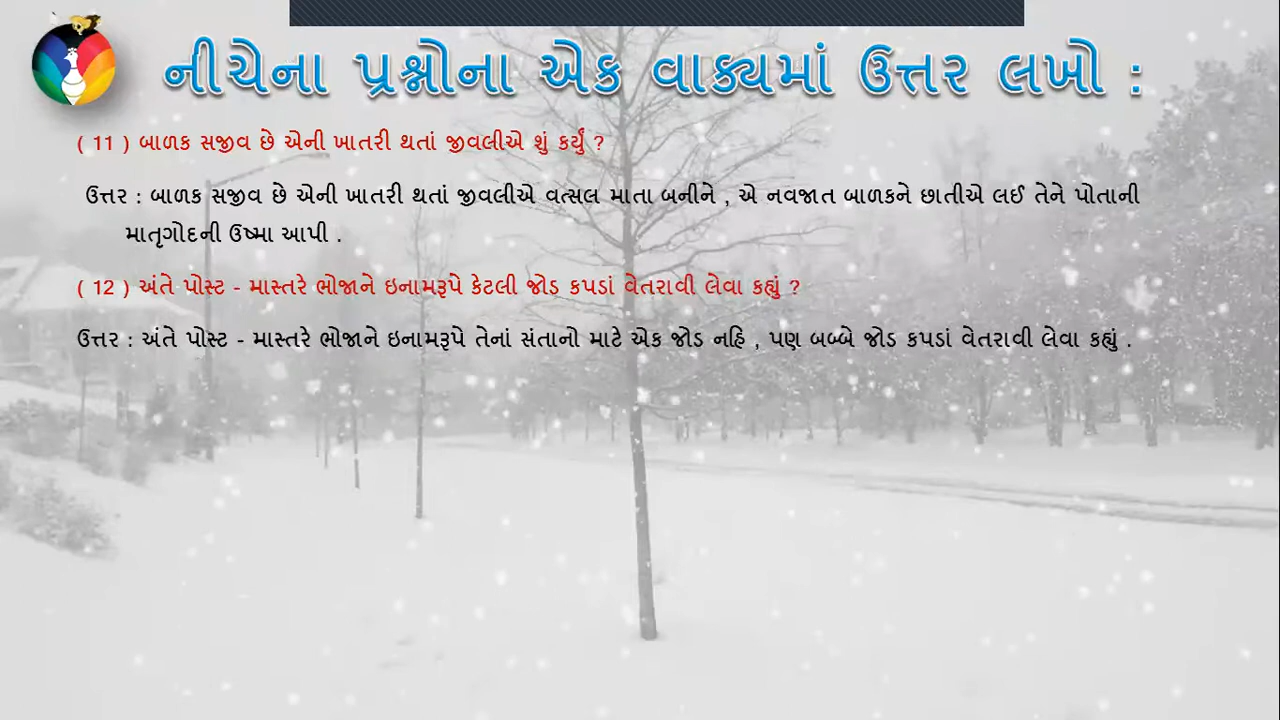 નીચેના પ્રશ્નોના એક વાક્યમાં ઉત્તર લખો :
( 11 ) બાળક સજીવ છે એની ખાતરી થતાં જીવલીએ શું કર્યું ?
ઉત્તર : બાળક સજીવ છે એની ખાતરી થતાં જીવલીએ વત્સલ માતા બનીને , એ નવજાત બાળકને છાતીએ લઈ તેને પોતાની
માતૃગોદની ઉષ્મા આપી .
( 12 ) અંતે પોસ્ટ - માસ્તરે ભોજાને ઇનામરૂપે કેટલી જોડ કપડાં વેતરાવી લેવા કહ્યું ?
ઉત્તર : અંતે પોસ્ટ - માસ્તરે ભોજાને ઇનામરૂપે તેનાં સંતાનો માટે એક જોડ નહિ , પણ બબ્બે જોડ કપડાં વેતરાવી લેવા કહ્યું .